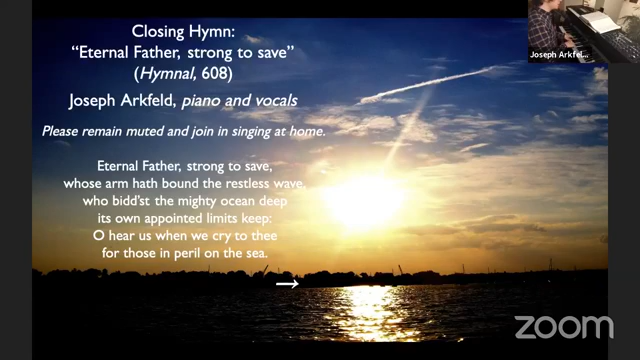 Closing Hymn:
“Eternal Father, strong to save”
(Hymnal, 608)
Joseph Arkfeld, piano and vocals
Please remain muted and join in singing at home.
Eternal Father, strong to save,
whose arm hath bound the restless wave,
who bidd’st the mighty ocean deep
its own appointed limits keep:
O hear us when we cry to thee
for those in peril on the sea.
→
Joseph Arkfel...
zoom